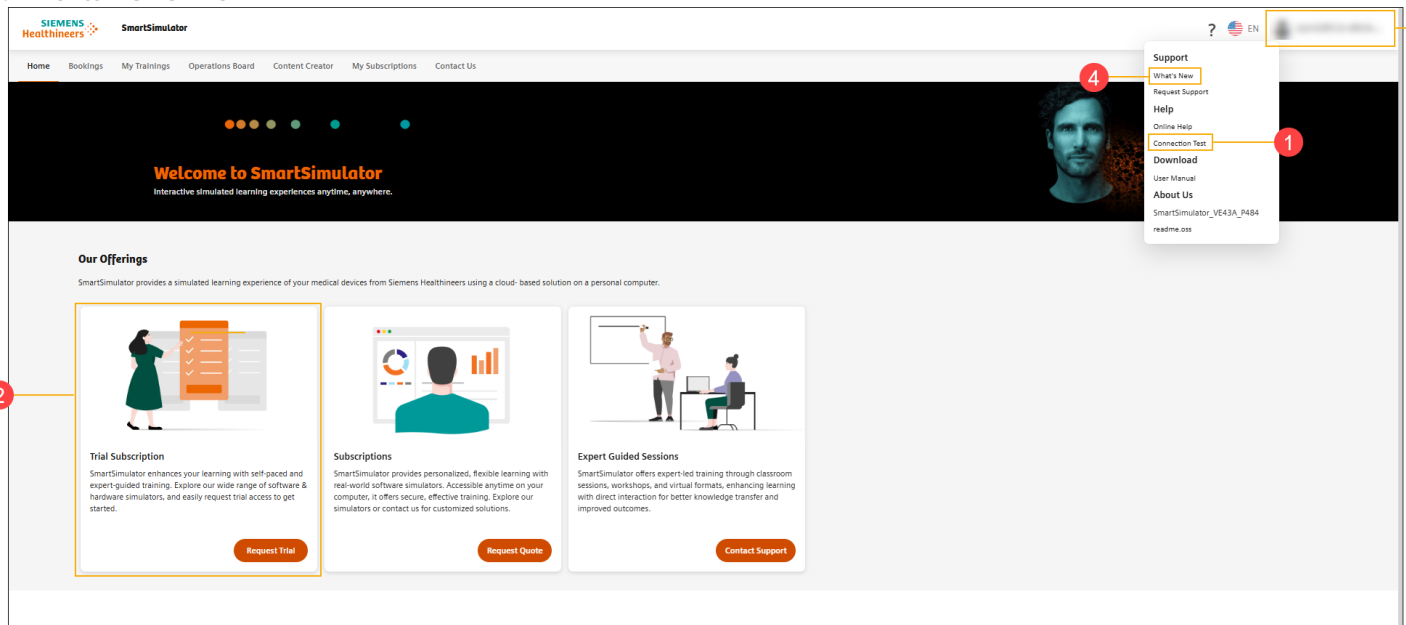 SIEMENS
Healthineers
SmartSimulator
? EN
Home Bookings My Trainings Operations Board Content Creator My Subscriptions Contact Us
Support
4
What's New
Request Support
Help
Online Help
Connection Test
1
Download
User Manual
About Us
SmartSimulator_VE43A_P484
readme.oss
Welcome to SmartSimulator
Interactive simulated learning experiences anytime, anywhere.
Our Offerings
SmartSimulator provides a simulated learning experience of your medical devices from Siemens Healthineers using a cloud- based solution on a personal computer.
2
Trial Subscription
SmartSimulator enhances your learning with self-paced and
expert-guided training. Explore our wide range of software &
hardware simulators, and easily request trial access to get
started.
Request Trial
Subscriptions
SmartSimulator provides personalized, flexible learning with
real-world software simulators. Accessible anytime on your
computer, it offers secure, effective training. Explore our
simulators or contact us for customized solutions.
Request Quote
Expert Guided Sessions
SmartSimulator offers expert-led training through classroom
sessions, workshops, and virtual formats, enhancing learning
with direct interaction for better knowledge transfer and
improved outcomes.
Contact Support